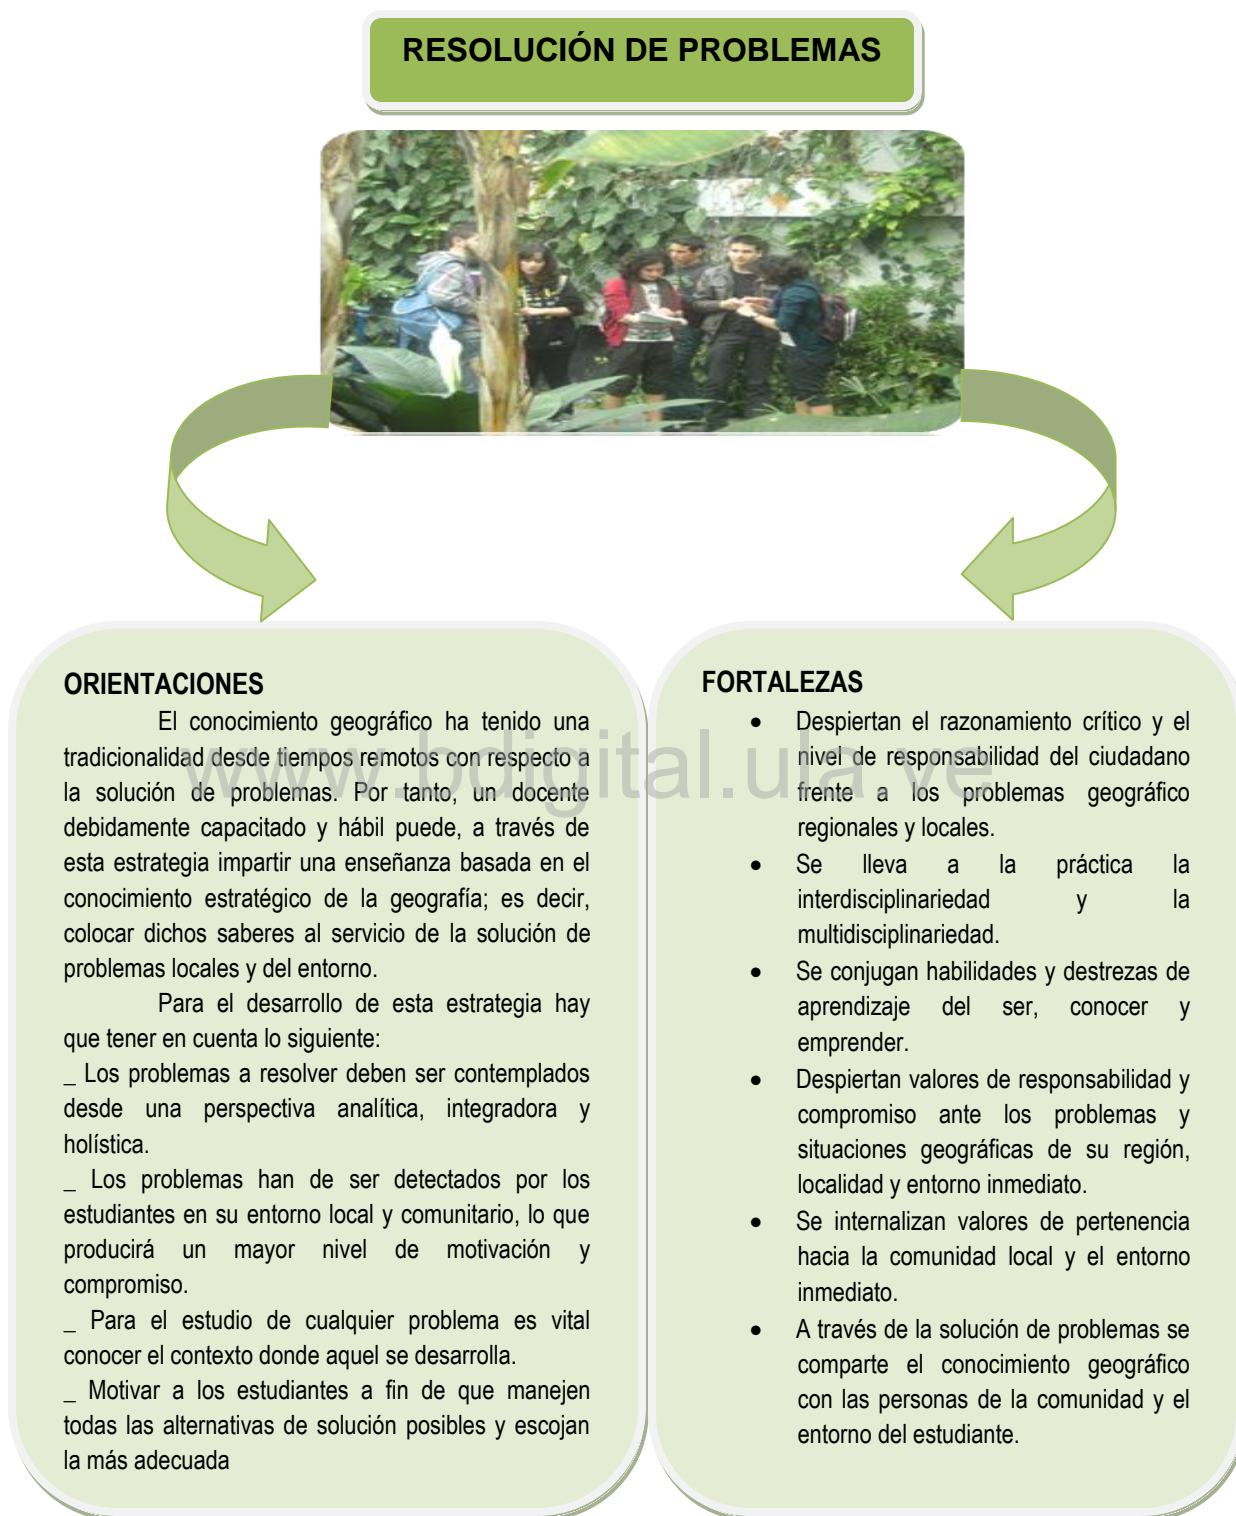 RESOLUCIÓN DE PROBLEMAS
ORIENTACIONES
El conocimiento geográfico ha tenido una
tradicionalidad desde tiempos remotos con respecto a
la solución de problemas. Por tanto, un docente
debidamente capacitado y hábil puede, a través de
esta estrategia impartir una enseñanza basada en el
conocimiento estratégico de la geografía; es decir,
colocar dichos saberes al servicio de la solución de
problemas locales y del entorno.
Para el desarrollo de esta estrategia hay
que tener en cuenta lo siguiente:
_ Los problemas a resolver deben ser contemplados
desde una perspectiva analítica, integradora y
holística.
_ Los problemas han de ser detectados por los
estudiantes en su entorno local y comunitario, lo que
producirá un mayor nivel de motivación y
compromiso.
_ Para el estudio de cualquier problema es vital
conocer el contexto donde aquel se desarrolla.
_ Motivar a los estudiantes a fin de que manejen
todas las alternativas de solución posibles y escojan
la más adecuada
FORTALEZAS
• Despiertan el razonamiento crítico y el
nivel de responsabilidad del ciudadano
frente a los problemas geográfico
regionales y locales.
• Se lleva a la práctica la
interdisciplinariedad y la
multidisciplinariedad.
• Se conjugan habilidades y destrezas de
aprendizaje del ser, conocer y
emprender.
• Despiertan valores de responsabilidad y
compromiso ante los problemas y
situaciones geográficas de su región,
localidad y entorno inmediato.
• Se internalizan valores de pertenencia
hacia la comunidad local y el entorno
inmediato.
• A través de la solución de problemas se
comparte el conocimiento geográfico
con las personas de la comunidad y el
entorno del estudiante.
www.bdigital.ula.ve